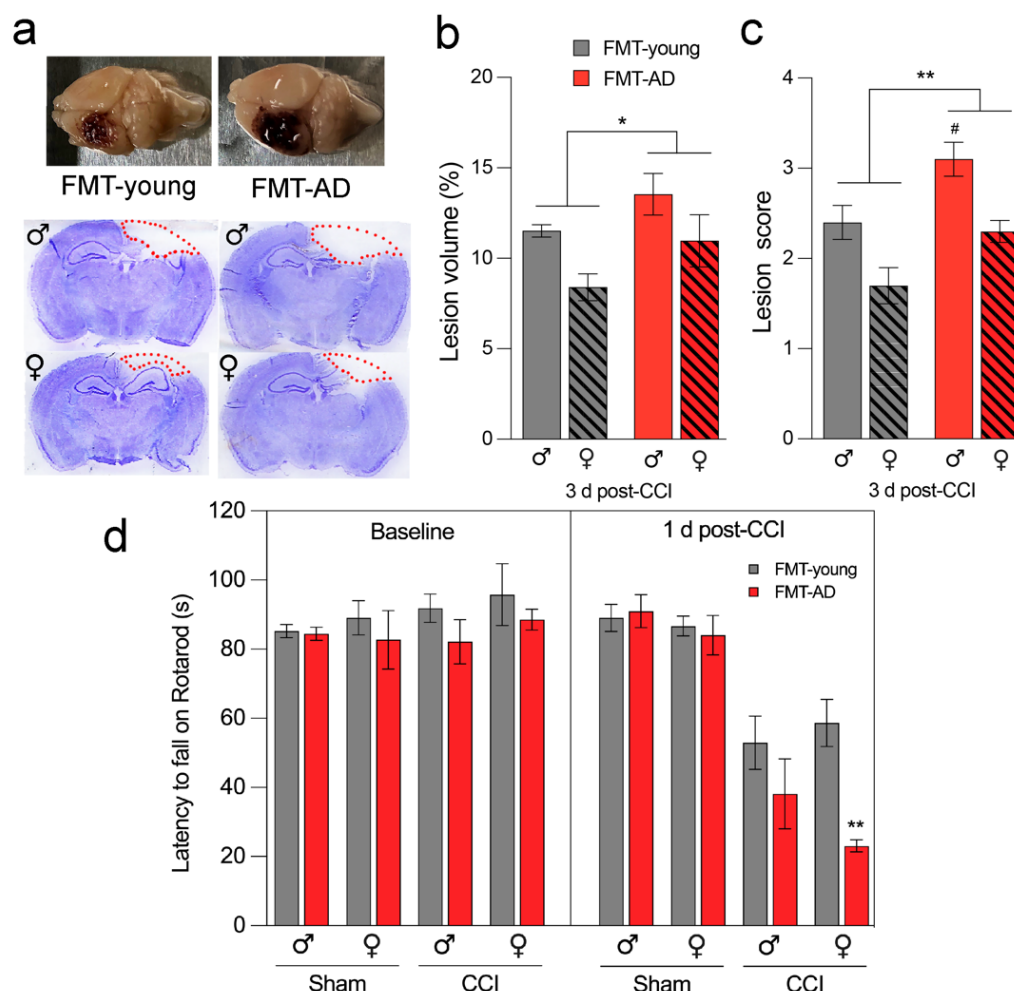 a
FMT-young
FMT-AD
♂
♂
♀
♀
b
FMT-young
FMT-AD
Lesion volume (%)
20
15
10
5
0
*
♂ ♀ ♂ ♀
3 d post-CCI
c
Lesion score
4
3
2
1
0
**
#
♂ ♀ ♂ ♀
3 d post-CCI
d
Latency to fall on Rotarod (s)
120
100
80
60
40
20
0
Baseline
1 d post-CCI
FMT-young
FMT-AD
**
♂ ♀ ♂ ♀ ♂ ♀ ♂ ♀
Sham CCI Sham CCI